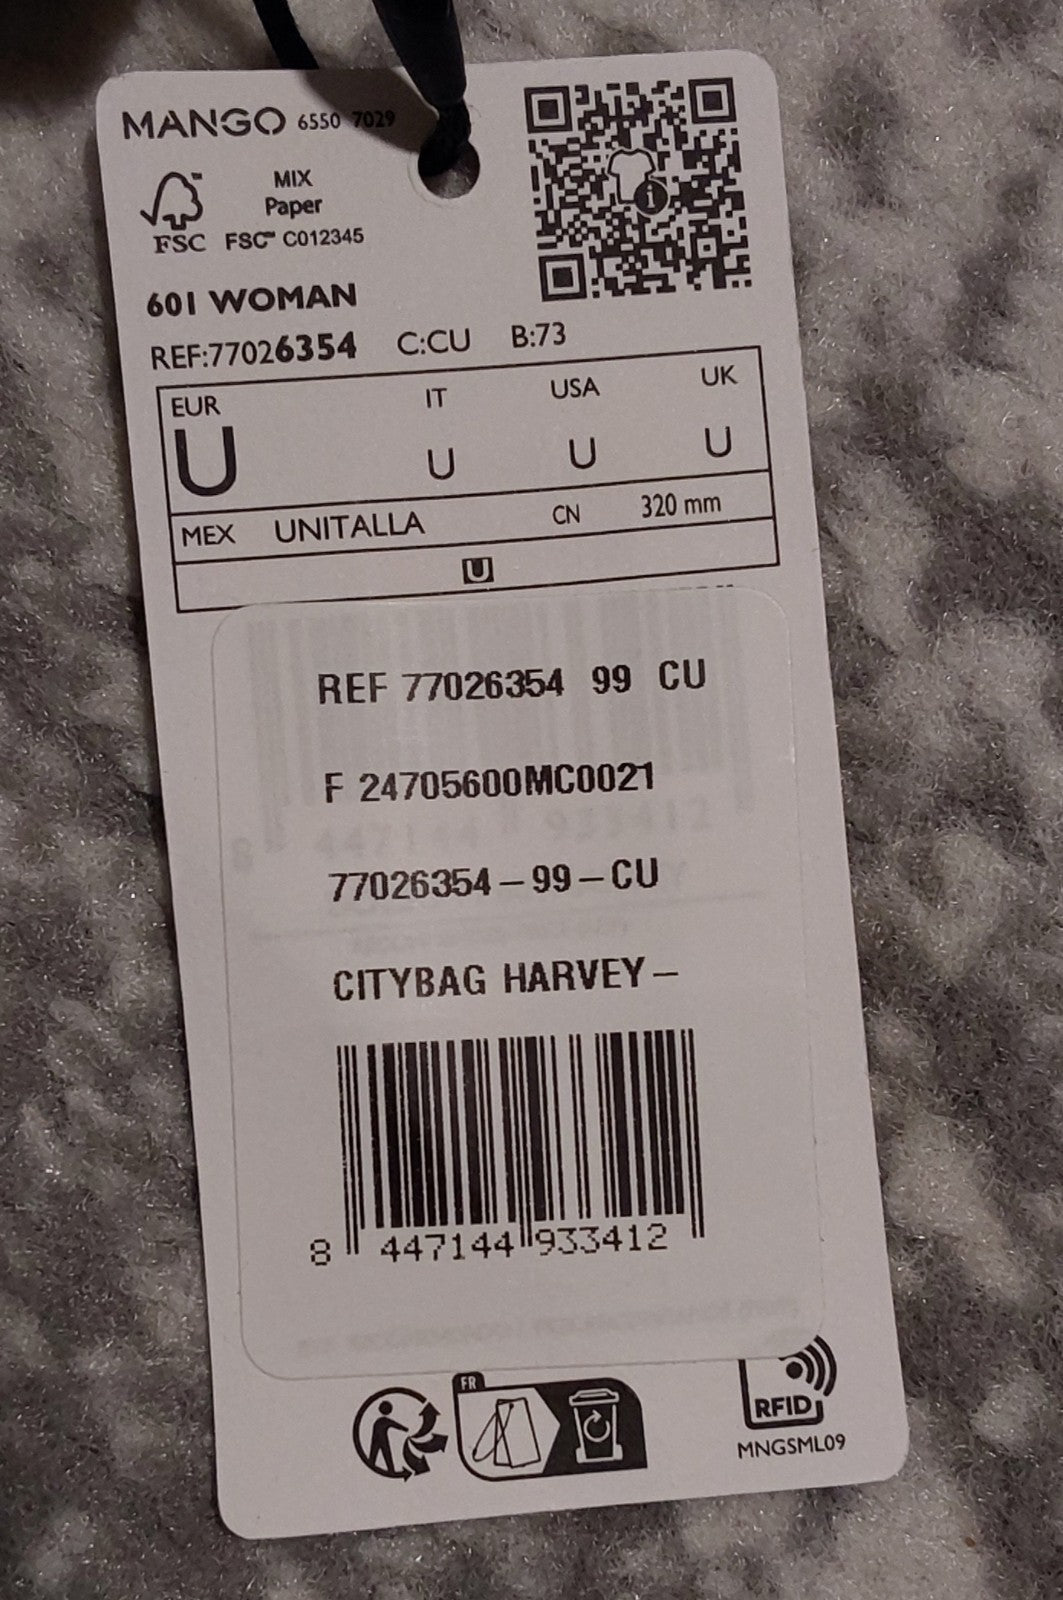 MANGO 6550 7029
MIX
Paper
FSC FSC™ C012345
601 WOMAN
REF:77026354 C:CU B:73
EUR IT USA UK
U U U U
MEX UNITALLA CN 320 mm
U
REF 77026354 99 CU
F 24705600MC0021
77026354-99-CU
CITYBAG HARVEY-
8 447144 933412
FR
RFID
MNGSML09